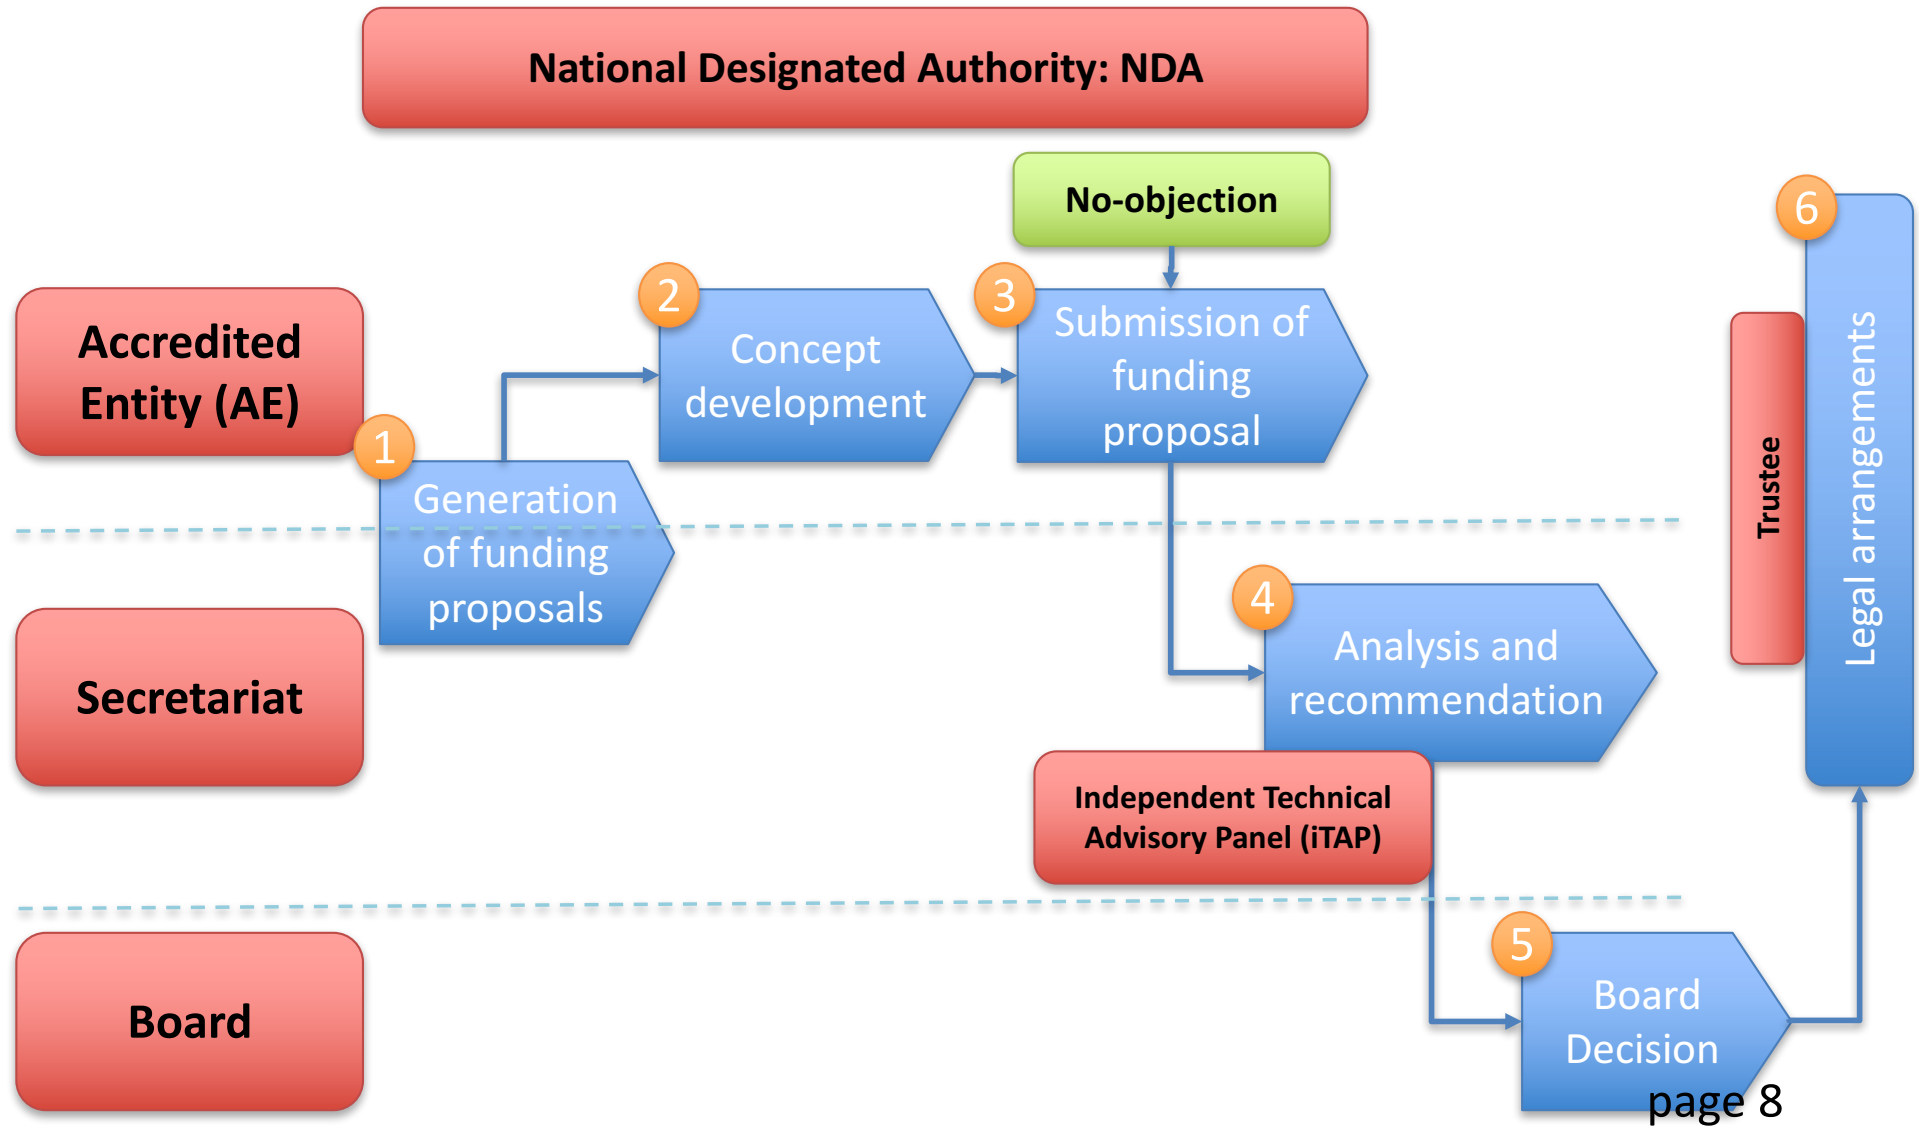 National Designated Authority: NDA
No-objection
6
Accredited
Entity (AE)
2
Concept
development
3
Submission of
funding
proposal
1
Generation
of funding
proposals
Trustee
Legal arrangements
Secretariat
4
Analysis and
recommendation
Independent Technical
Advisory Panel (iTAP)
Board
5
Board
Decision
page 8